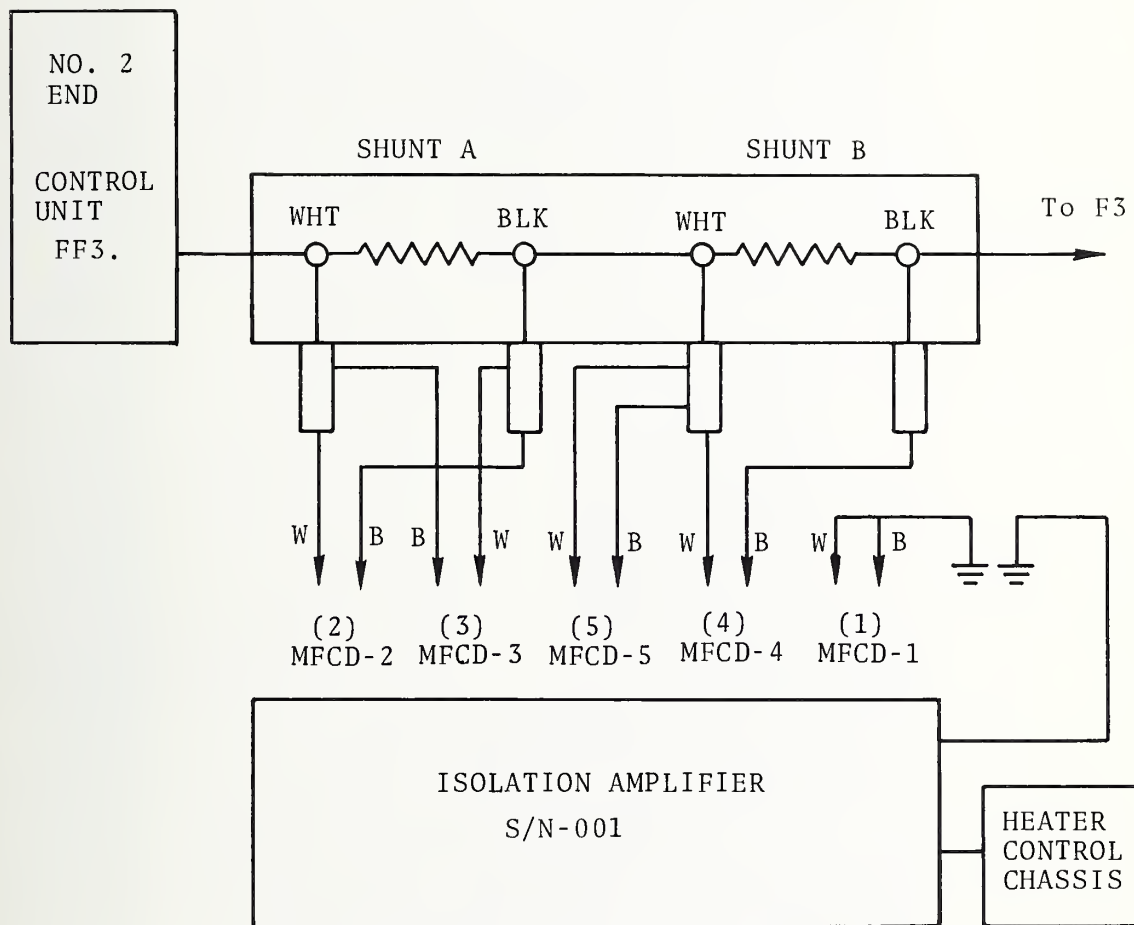 NO. 2
END
CONTROL
UNIT
FF3.
SHUNT A
SHUNT B
WHT
BLK
WHT
BLK
To F3
W
B
B
W
W
B
W
B
W
B
(2)
MFCD-2
(3)
MFCD-3
(5)
MFCD-5
(4)
MFCD-4
(1)
MFCD-1
ISOLATION AMPLIFIER
S/N-001
HEATER
CONTROL
CHASSIS